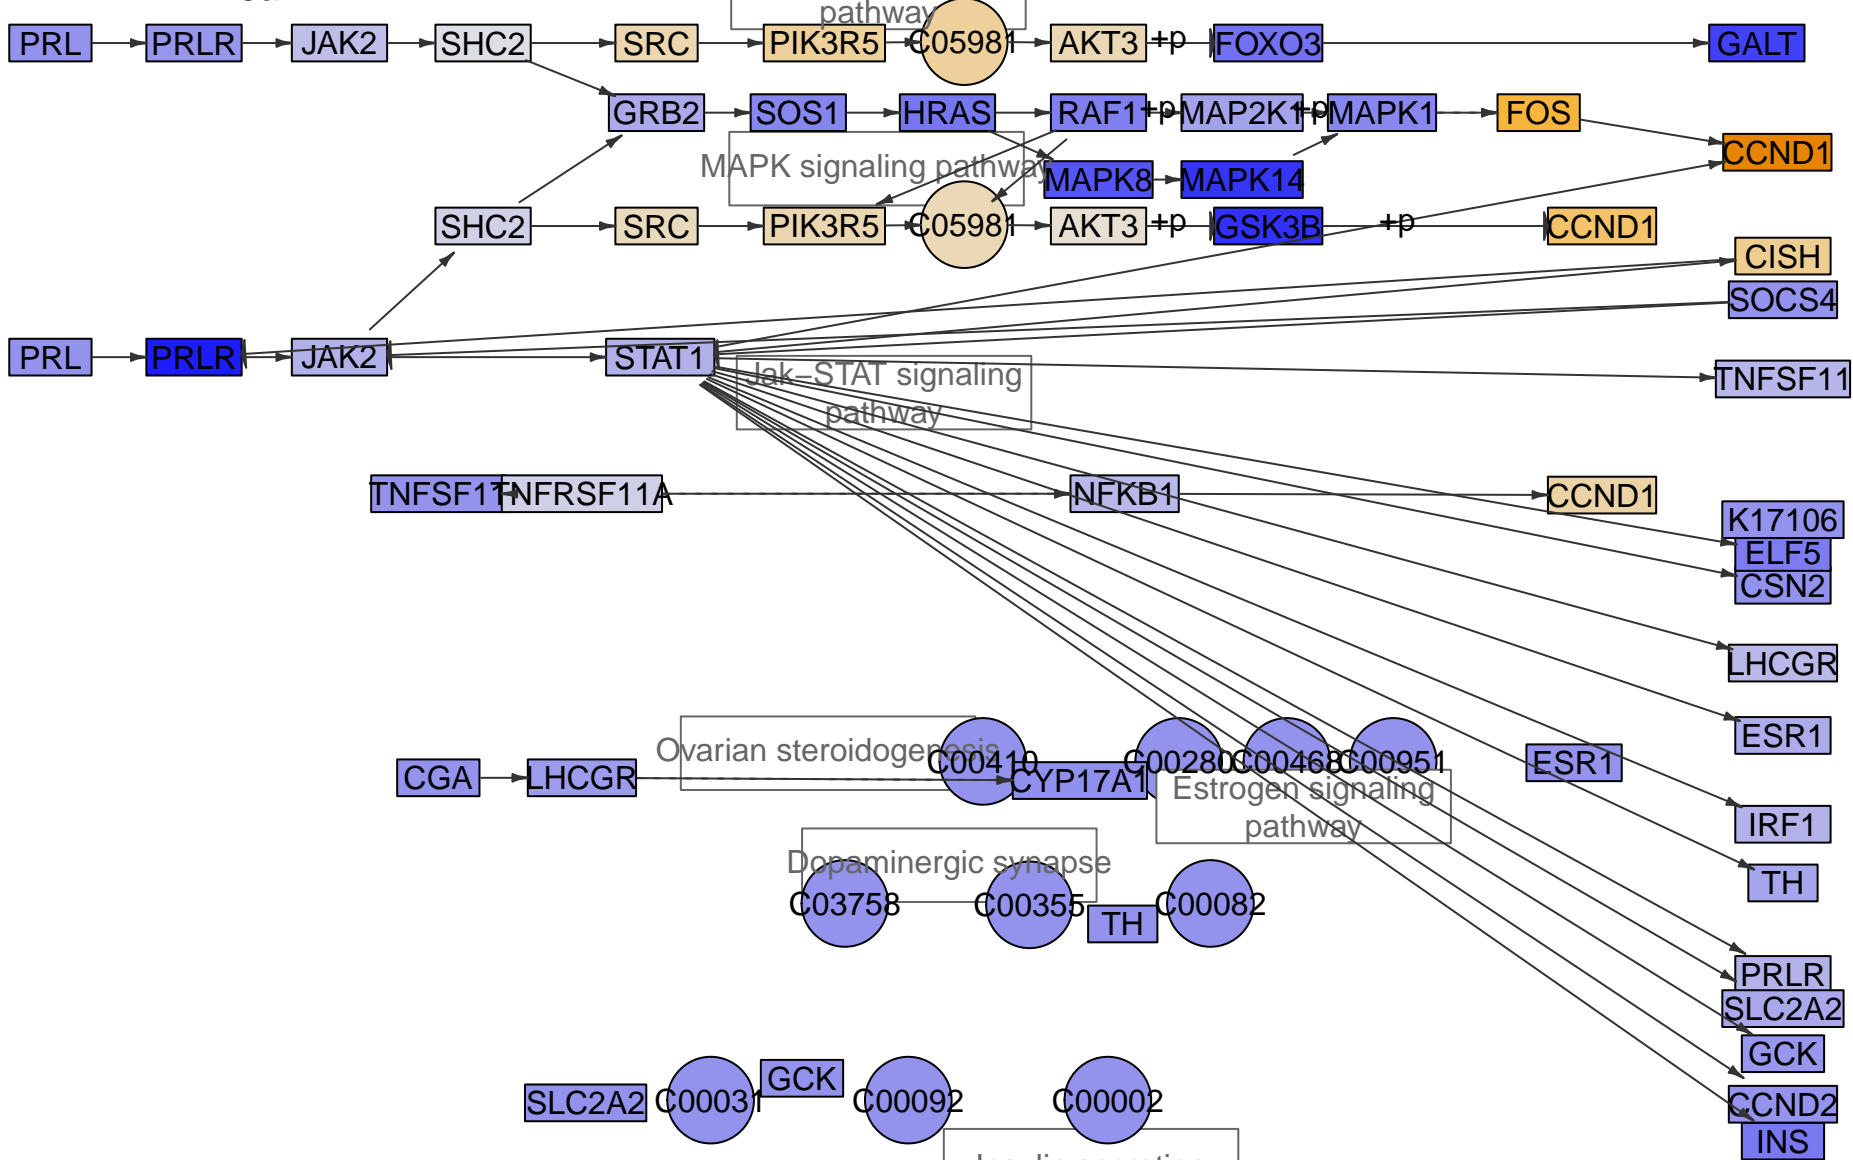 pathway
PRL
PRLR
JAK2
SHC2
SRC
PIK3R5
C05981
AKT3
+p
FOXO3
GALT
GRB2
SOS1
HRAS
RAF1
+p
MAP2K1
+p
MAPK1
FOS
CCND1
MAPK signaling pathway
MAPK8
MAPK14
SHC2
SRC
PIK3R5
C05981
AKT3
+p
GSK3B
+p
CCND1
CISH
SOCS4
PRL
PRLR
JAK2
STAT1
Jak−STAT signaling
pathway
TNFSF11
TNFSF11
TNFRSF11A
NFKB1
CCND1
K17106
ELF5
CSN2
LHCGR
ESR1
CGA
LHCGR
Ovarian steroidogenesis
C00410
CYP17A1
C00280
C00468
C00951
ESR1
Estrogen signaling
pathway
IRF1
Dopaminergic synapse
C03758
C00355
TH
C00082
TH
PRLR
SLC2A2
GCK
SLC2A2
C00031
GCK
C00092
C00002
CCND2
INS